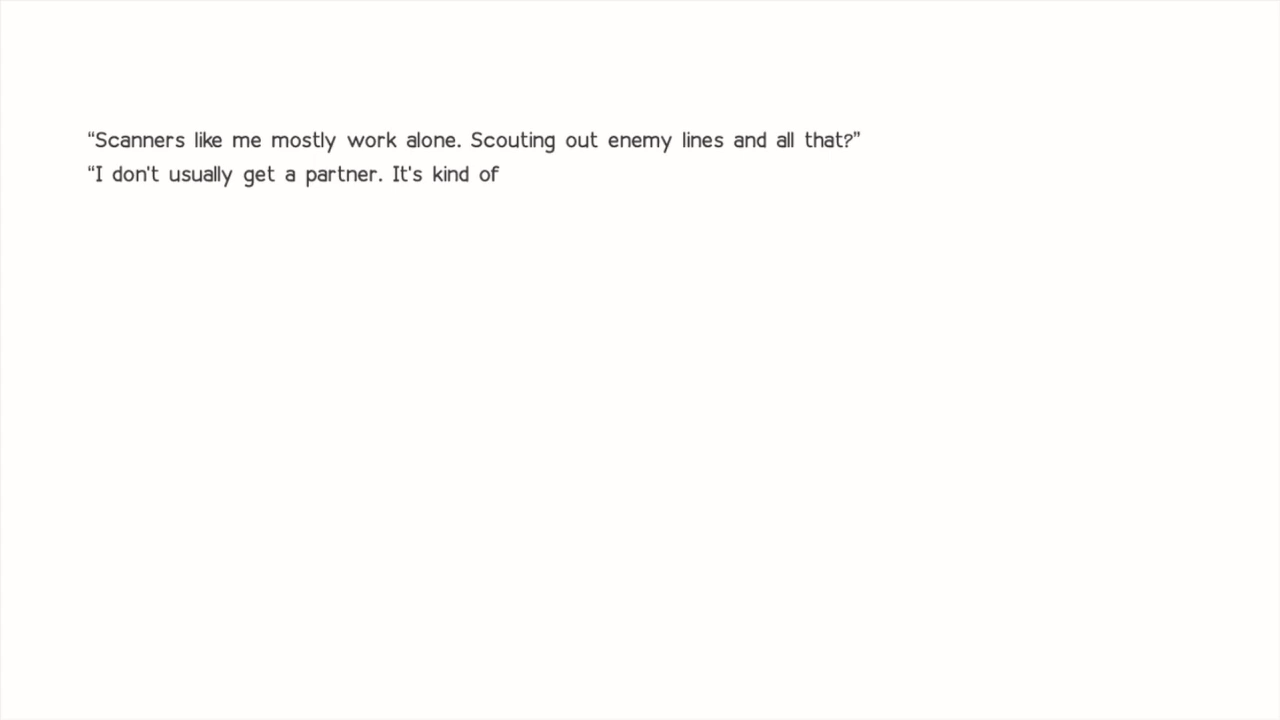 “Scanners like me mostly work alone. Scouting out enemy lines and all that?”
“I don't usually get a partner. It's kind of